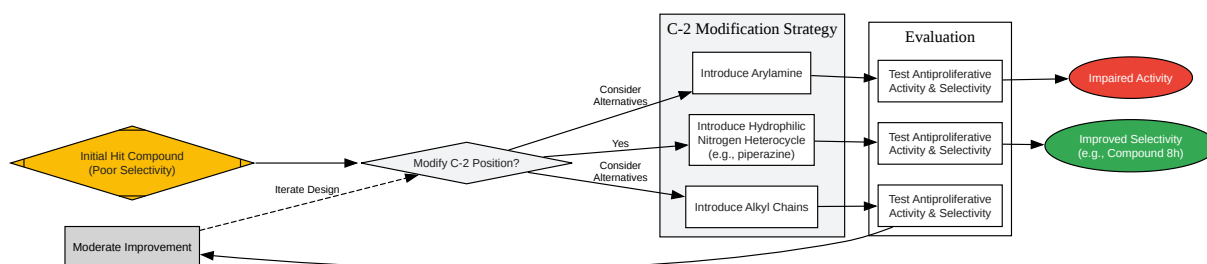 C-2 Modification Strategy
Evaluation
Initial Hit Compound
(Poor Selectivity)
Modify C-2 Position?
Consider
Alternatives
Yes
Consider
Alternatives
Introduce Arylamine
Introduce Hydrophilic
Nitrogen Heterocycle
(e.g., piperazine)
Introduce Alkyl Chains
Test Antiproliferative
Activity & Selectivity
Test Antiproliferative
Activity & Selectivity
Test Antiproliferative
Activity & Selectivity
Impaired Activity
Improved Selectivity
(e.g., Compound 8h)
Iterate Design
Moderate Improvement